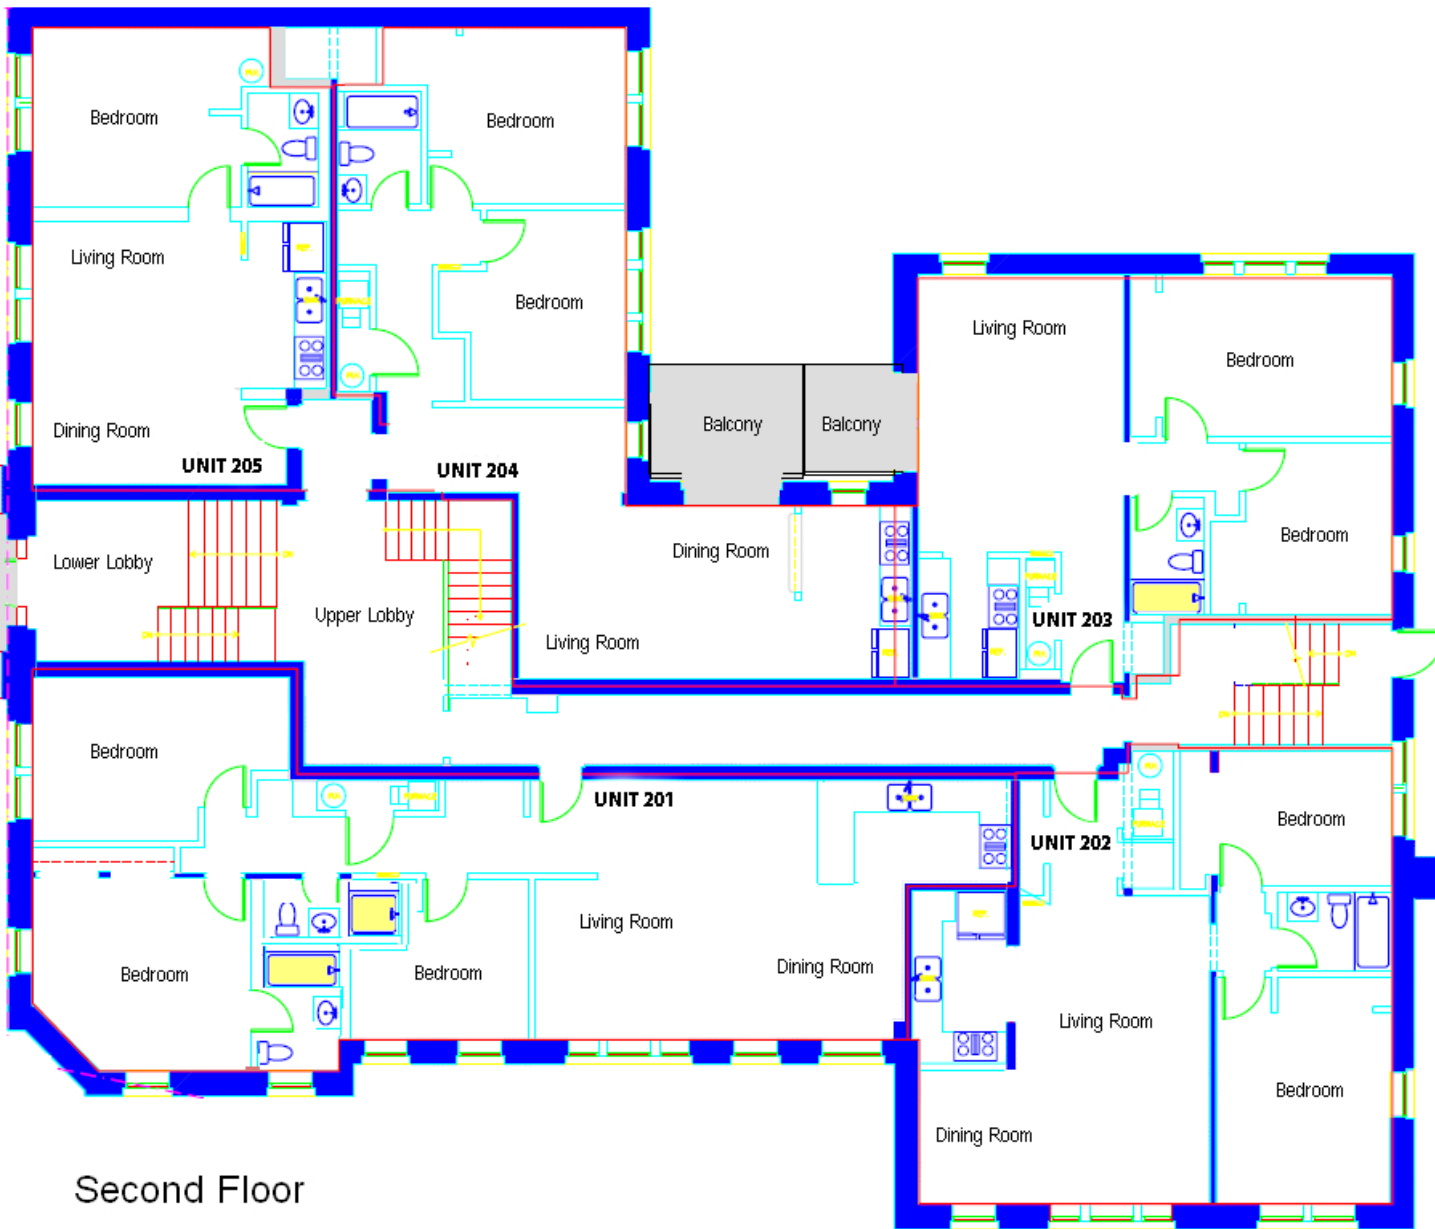 Bedroom
Bedroom
Living Room
Bedroom
Living Room
Bedroom
Dining Room
Balcony
Balcony
UNIT 205
UNIT 204
Bedroom
Lower Lobby
Dining Room
Upper Lobby
Living Room
UNIT 203
Bedroom
UNIT 201
Bedroom
UNIT 202
Living Room
Bedroom
Bedroom
Dining Room
Living Room
Bedroom
Dining Room
Second Floor